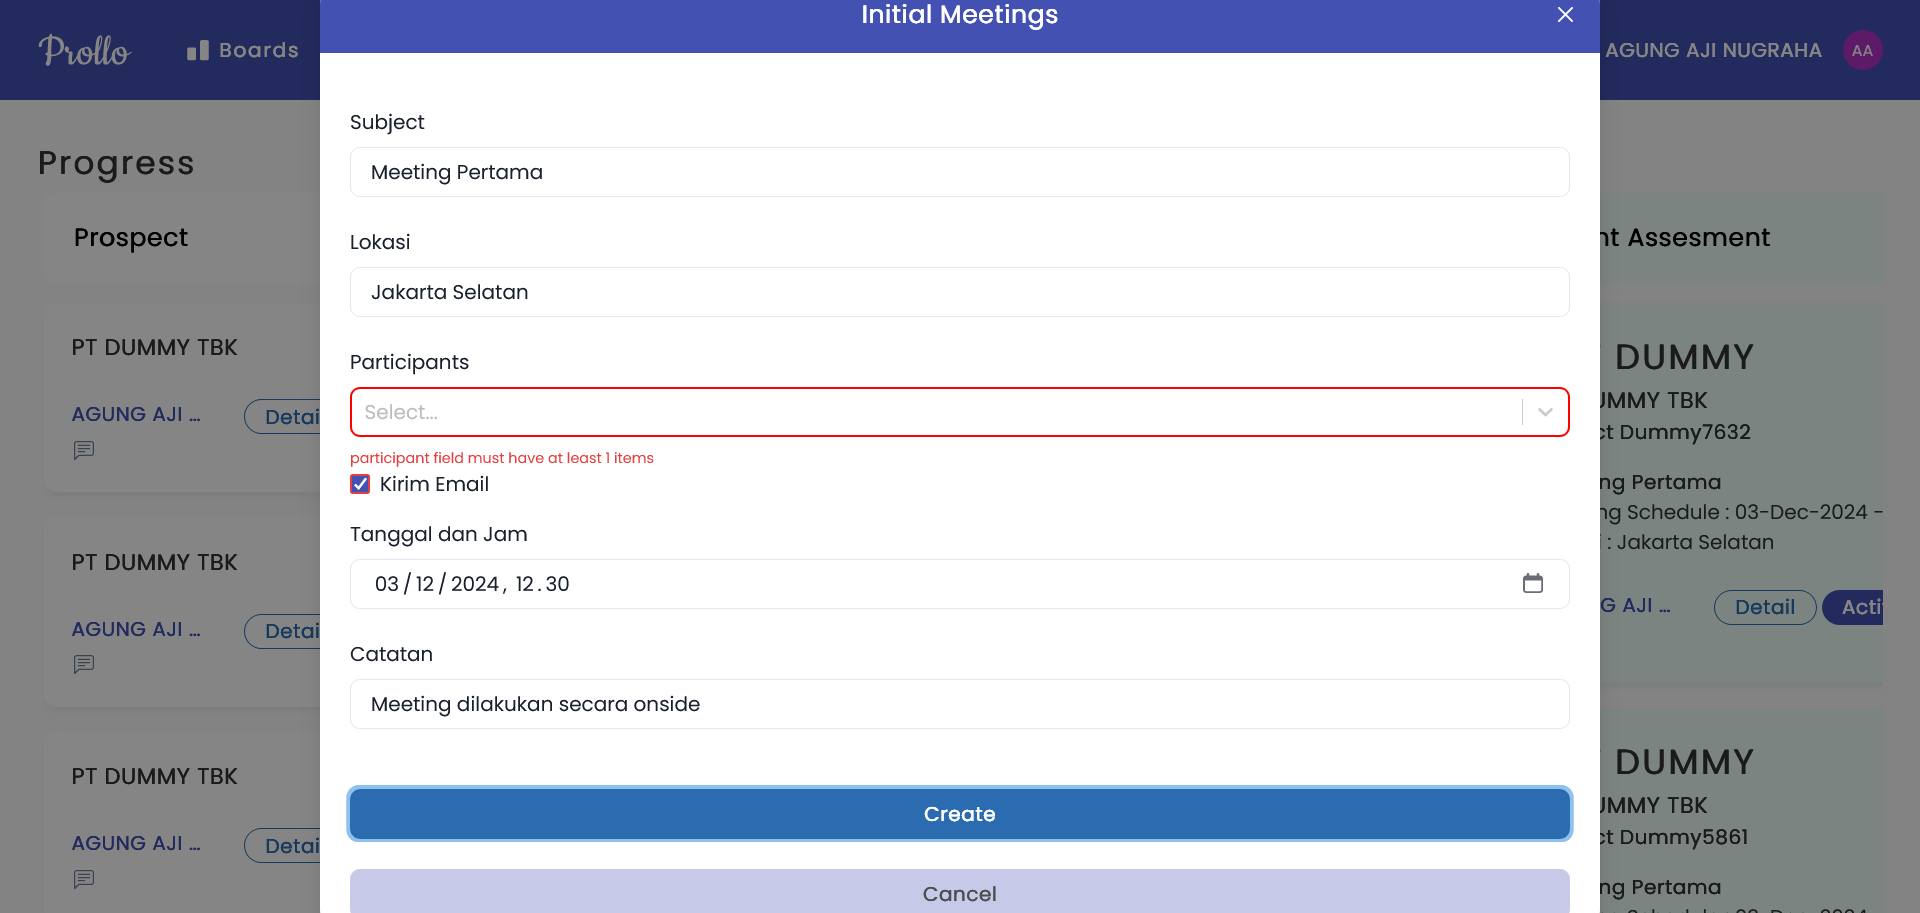 Initial Meetings
Prollo
Boards
AGUNG AJI NUGRAHA
AA
Progress
Prospect
PT DUMMY TBK
AGUNG AJI ...
Detai
PT DUMMY TBK
AGUNG AJI ...
Detai
PT DUMMY TBK
AGUNG AJI ...
Detai
Subject
Meeting Pertama
Lokasi
Jakarta Selatan
Participants
Select...
participant field must have at least 1 items
Kirim Email
Tanggal dan Jam
03 / 12 / 2024 , 12 . 30
Catatan
Meeting dilakukan secara onside
Create
Cancel
nt Assesment
DUMMY
UMMY TBK
ct Dummy7632
ng Pertama
ng Schedule : 03-Dec-2024 -
: Jakarta Selatan
G AJI ...
Detail
Acti
DUMMY
UMMY TBK
ct Dummy5861
ng Pertama